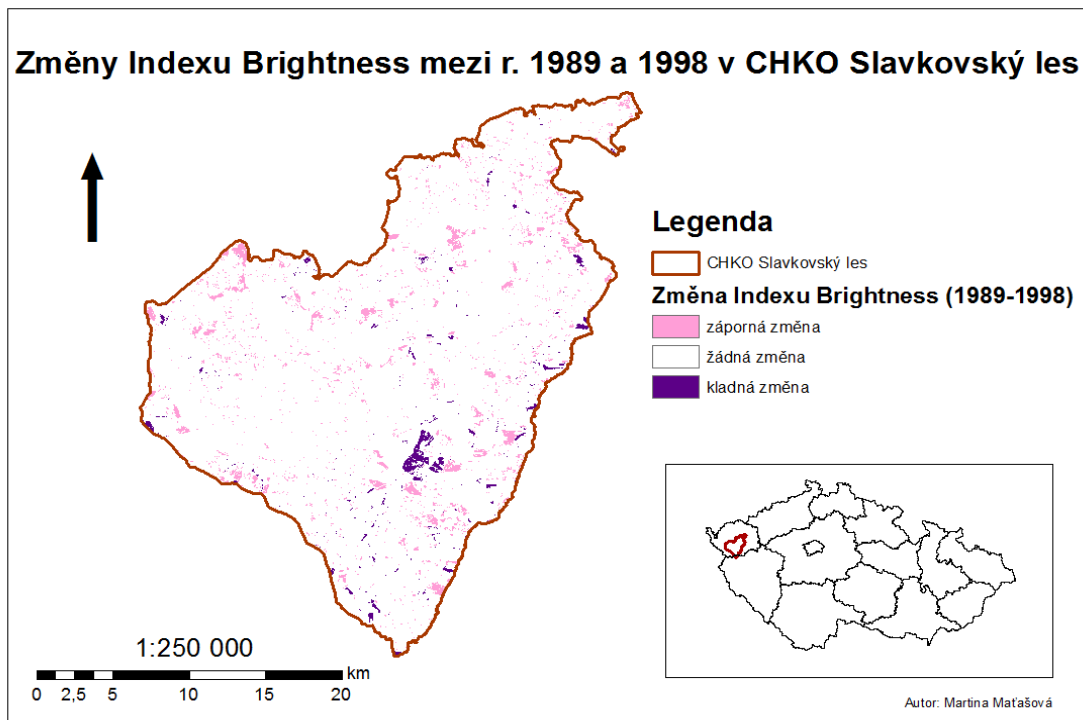 Změny Indexu Brightness mezi r. 1989 a 1998 v CHKO Slavkovský les
Legenda
CHKO Slavkovský les
Změna Indexu Brightness (1989-1998)
záporná změna
žádná změna
kladná změna
1:250 000
km
0 2,5 5 10 15 20
Autor: Martina Maťašová